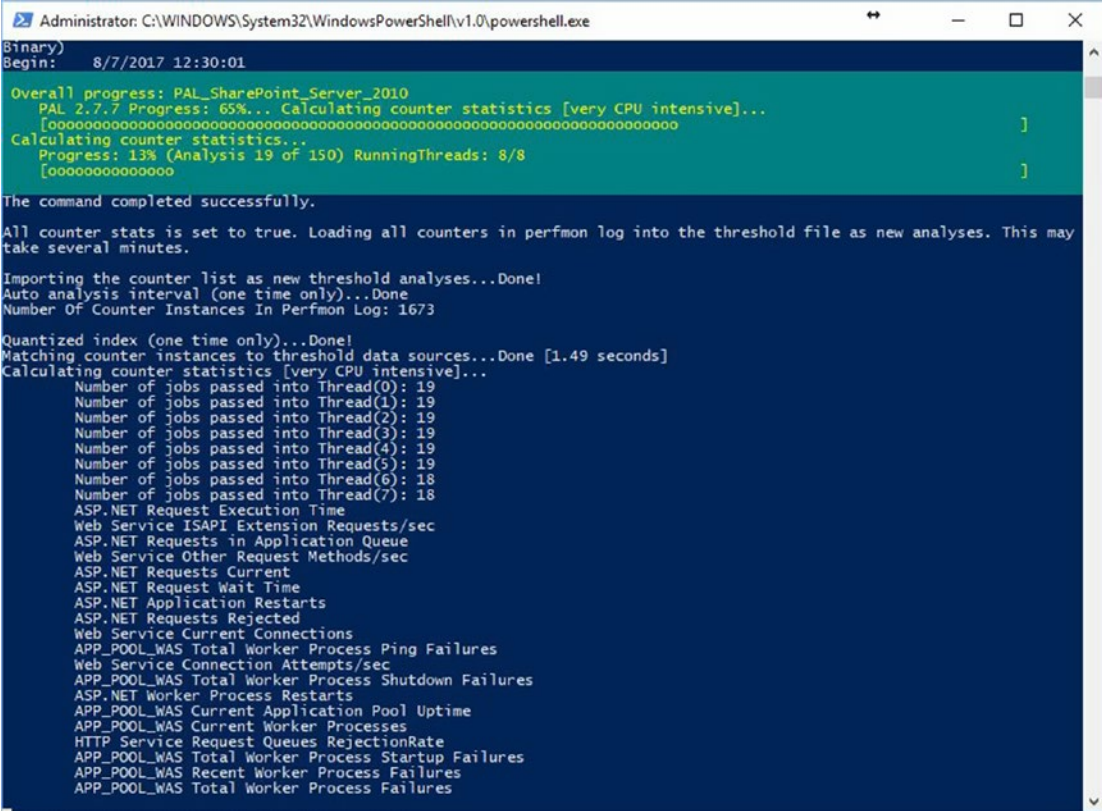 Administrator: C:\WINDOWS\System32\WindowsPowerShell\v1.0\powershell.exe
Binary)
Begin: 8/7/2017 12:30:01
Overall progress: PAL_SharePoint_Server_2010
PAL 2.7.7 Progress: 65%... Calculating counter statistics [very CPU intensive]...
[oooooooooooooooooooooooooooooooooooooooooooooooooooooooooooooooooooooo ]
Calculating counter statistics...
Progress: 13% (Analysis 19 of 150) RunningThreads: 8/8
[oooooooooooooo ]
The command completed successfully.
All counter stats is set to true. Loading all counters in perfmon log into the threshold file as new analyses. This may
take several minutes.
Importing the counter list as new threshold analyses...Done!
Auto analysis interval (one time only)...Done
Number Of Counter Instances In Perfmon Log: 1673
Quantized index (one time only)...Done!
Matching counter instances to threshold data sources...Done [1.49 seconds]
Calculating counter statistics [very CPU intensive]...
Number of jobs passed into Thread(0): 19
Number of jobs passed into Thread(1): 19
Number of jobs passed into Thread(2): 19
Number of jobs passed into Thread(3): 19
Number of jobs passed into Thread(4): 19
Number of jobs passed into Thread(5): 19
Number of jobs passed into Thread(6): 18
Number of jobs passed into Thread(7): 18
ASP.NET Request Execution Time
Web Service ISAPI Extension Requests/sec
ASP.NET Requests in Application Queue
Web Service Other Request Methods/sec
ASP.NET Requests Current
ASP.NET Request Wait Time
ASP.NET Application Restarts
ASP.NET Requests Rejected
Web Service Current Connections
APP_POOL_WAS Total Worker Process Ping Failures
Web Service Connection Attempts/sec
APP_POOL_WAS Total Worker Process Shutdown Failures
ASP.NET Worker Process Restarts
APP_POOL_WAS Current Application Pool Uptime
APP_POOL_WAS Current Worker Processes
HTTP Service Request Queues RejectionRate
APP_POOL_WAS Total Worker Process Startup Failures
APP_POOL_WAS Recent Worker Process Failures
APP_POOL_WAS Total Worker Process Failures